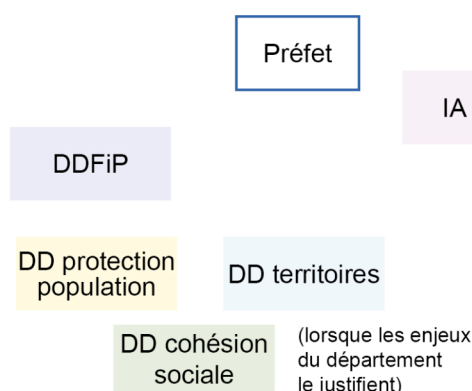 Préfet
IA
DDFiP
DD protection
population
DD territoires
DD cohésion
sociale
(lorsque les enjeux
du département
le justifient)